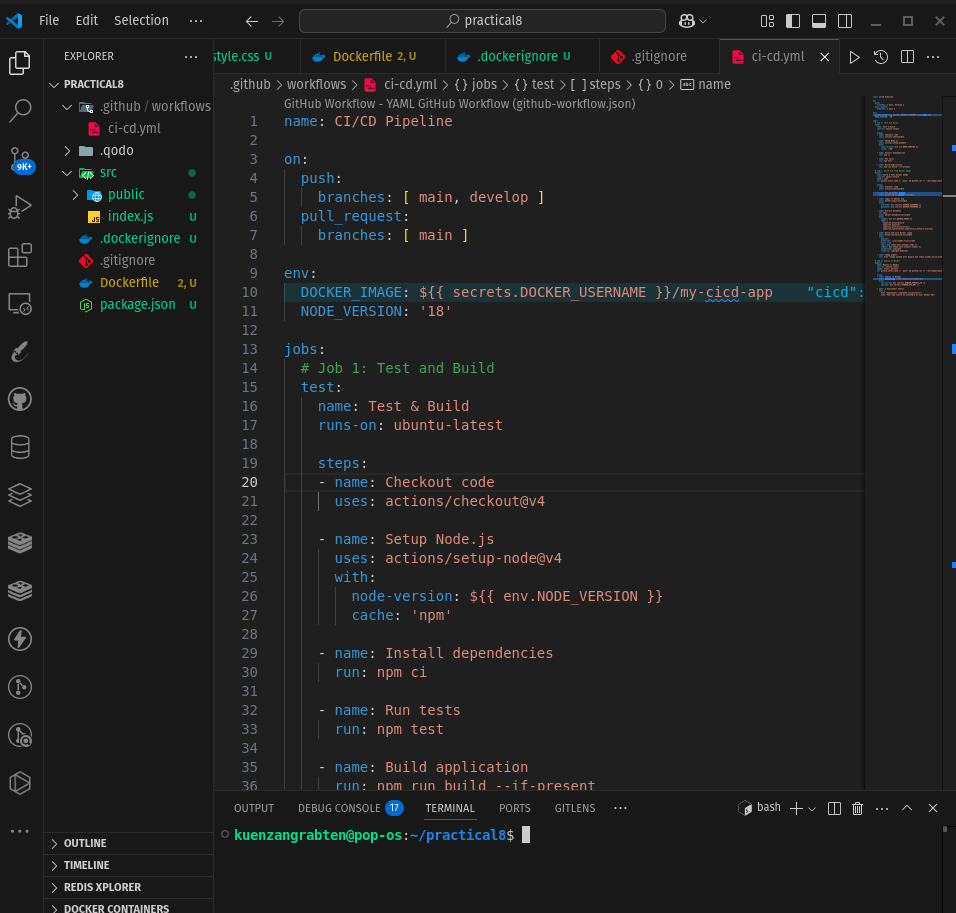 File Edit Selection ··· practical8
EXPLORER ···
PRACTICAL8
.github / workflows
ci-cd.yml
.qodo
src
public
index.js U
.dockerignore U
.gitignore
Dockerfile 2, U
package.json U
9K+
OUTLINE
TIMELINE
REDIS XPLORER
DOCKER CONTAINERS
style.css U Dockerfile 2, U .dockerignore U .gitignore ci-cd.yml
.github > workflows > ci-cd.yml > { } jobs > { } test > [ ] steps > { } 0 > abc name
GitHub Workflow - YAML GitHub Workflow (github-workflow.json)
1 name: CI/CD Pipeline
2
3 on:
4 push:
5 branches: [ main, develop ]
6 pull_request:
7 branches: [ main ]
8
9 env:
10 DOCKER_IMAGE: ${{ secrets.DOCKER_USERNAME }}/my-cicd-app "cicd":
11 NODE_VERSION: '18'
12
13 jobs:
14 # Job 1: Test and Build
15 test:
16 name: Test & Build
17 runs-on: ubuntu-latest
18
19 steps:
20 - name: Checkout code
21 uses: actions/checkout@v4
22
23 - name: Setup Node.js
24 uses: actions/setup-node@v4
25 with:
26 node-version: ${{ env.NODE_VERSION }}
27 cache: 'npm'
28
29 - name: Install dependencies
30 run: npm ci
31
32 - name: Run tests
33 run: npm test
34
35 - name: Build application
36 run: npm run build --if-present
OUTPUT DEBUG CONSOLE 17 TERMINAL PORTS GITLENS ··· bash
kuenzangrabten@pop-os:~/practical8$